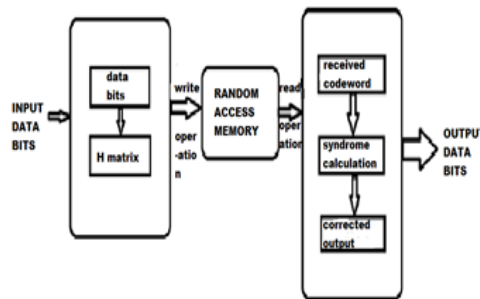 INPUT
DATA
BITS
data
bits
H matrix
write
oper
-atio
n
RANDOM
ACCESS
MEMORY
read
oper
ation
received
codeword
syndrome
calculation
corrected
output
OUTPUT
DATA
BITS